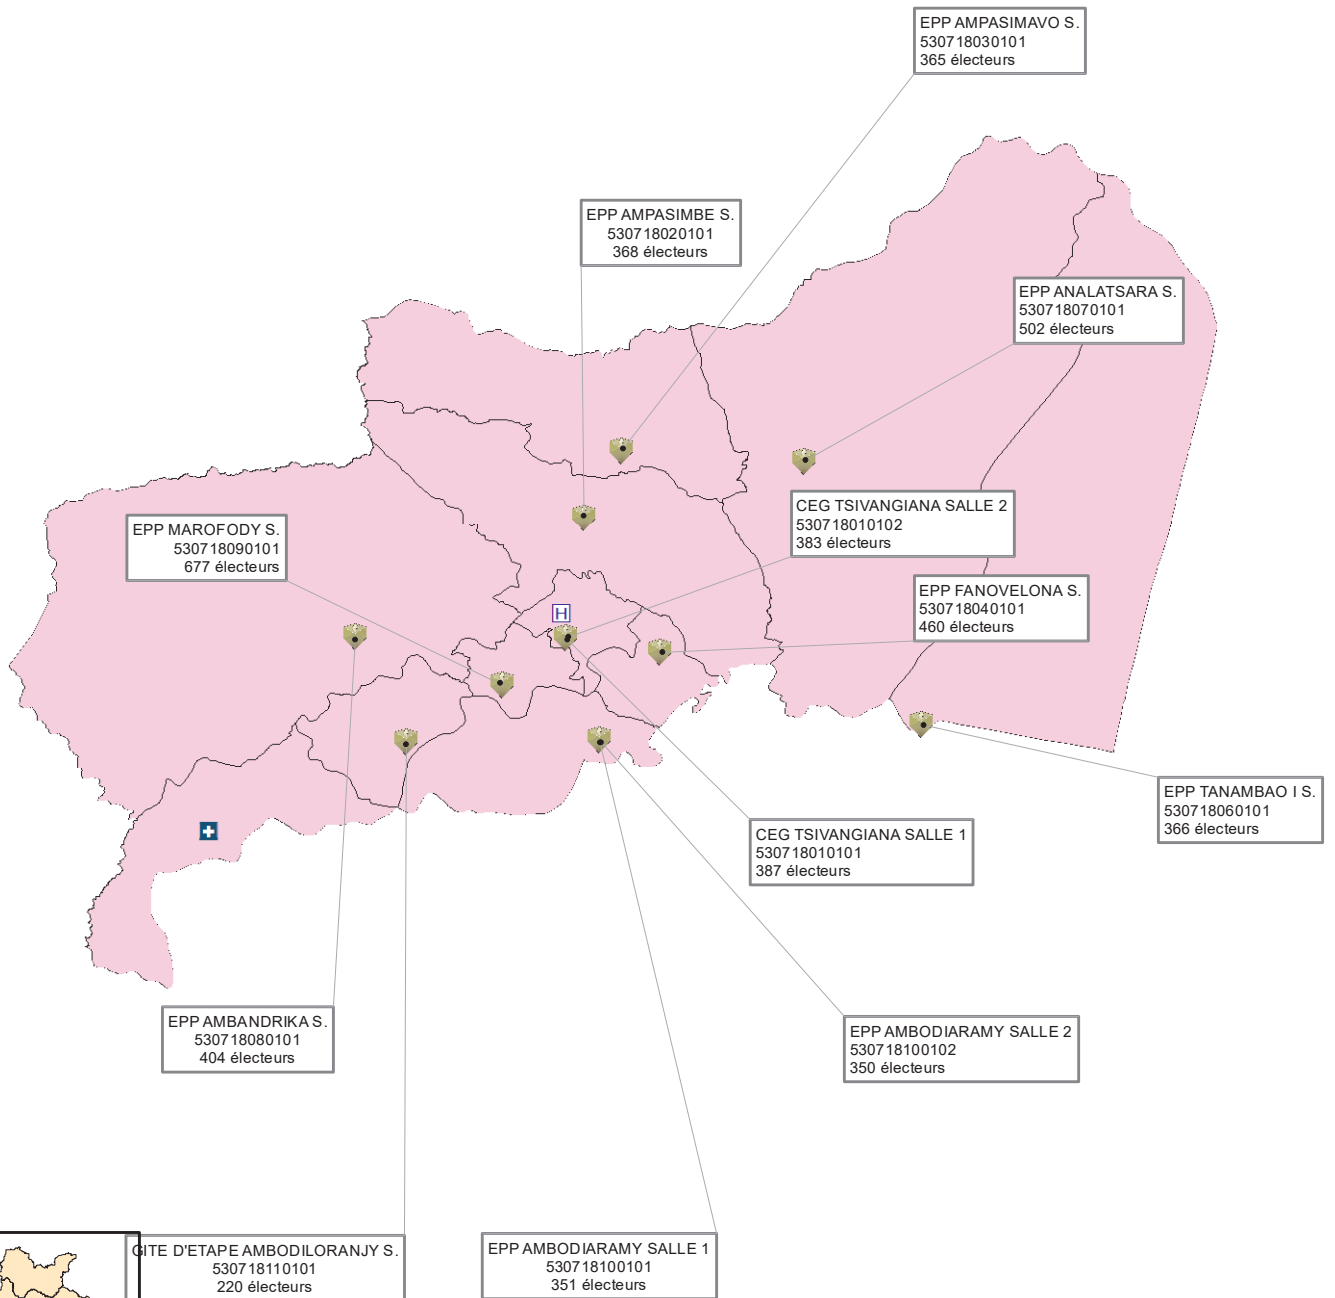 EPP AMPASIMAVO S.
530718030101
365 électeurs
EPP AMPASIMBE S.
530718020101
368 électeurs
EPP ANALATSARA S.
530718070101
502 électeurs
CEG TSIVANGIANA SALLE 2
530718010102
383 électeurs
EPP MAROFODY S.
530718090101
677 électeurs
EPP FANOVELONA S.
530718040101
460 électeurs
H
EPP TANAMBAO I S.
530718060101
366 électeurs
CEG TSIVANGIANA SALLE 1
530718010101
387 électeurs
EPP AMBANDRIKA S.
530718080101
404 électeurs
EPP AMBODIARAMY SALLE 2
530718100102
350 électeurs
GITE D'ETAPE AMBODILORANJY S.
530718110101
220 électeurs
EPP AMBODIARAMY SALLE 1
530718100101
351 électeurs